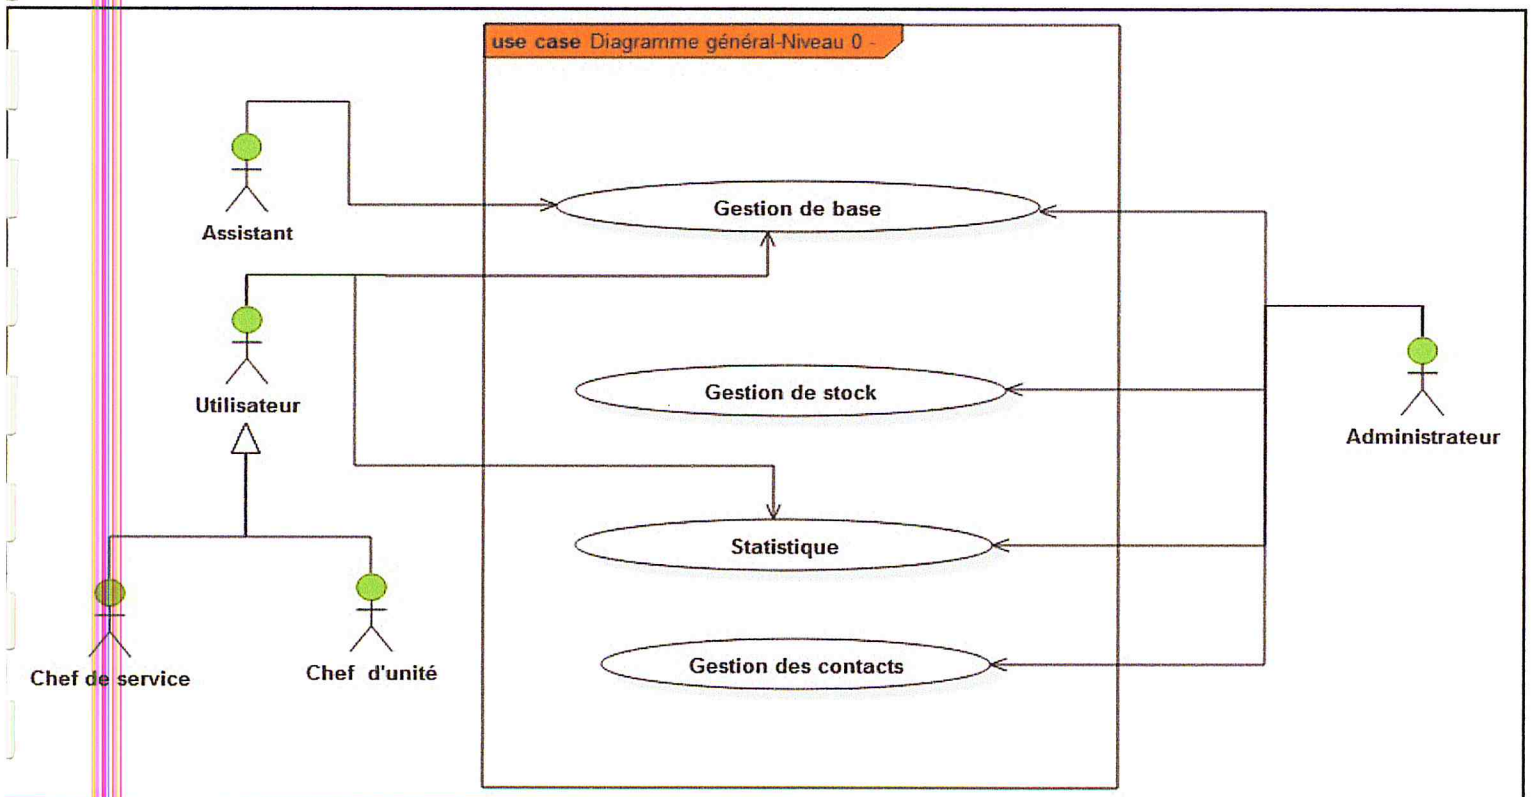 use case Diagramme général-Niveau 0 -
Assistant
Gestion de base
Utilisateur
Gestion de stock
Administrateur
Statistique
Chef de service
Chef d'unité
Gestion des contacts